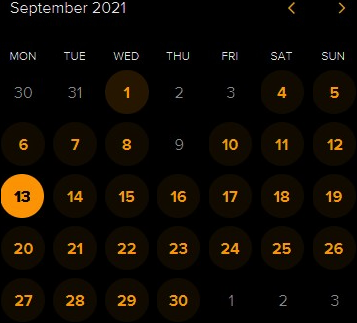 September 2021 < >
MON TUE WED THU FRI SAT SUN
30 31 1 2 3 4 5
6 7 8 9 10 11 12
13 14 15 16 17 18 19
20 21 22 23 24 25 26
27 28 29 30 1 2 3